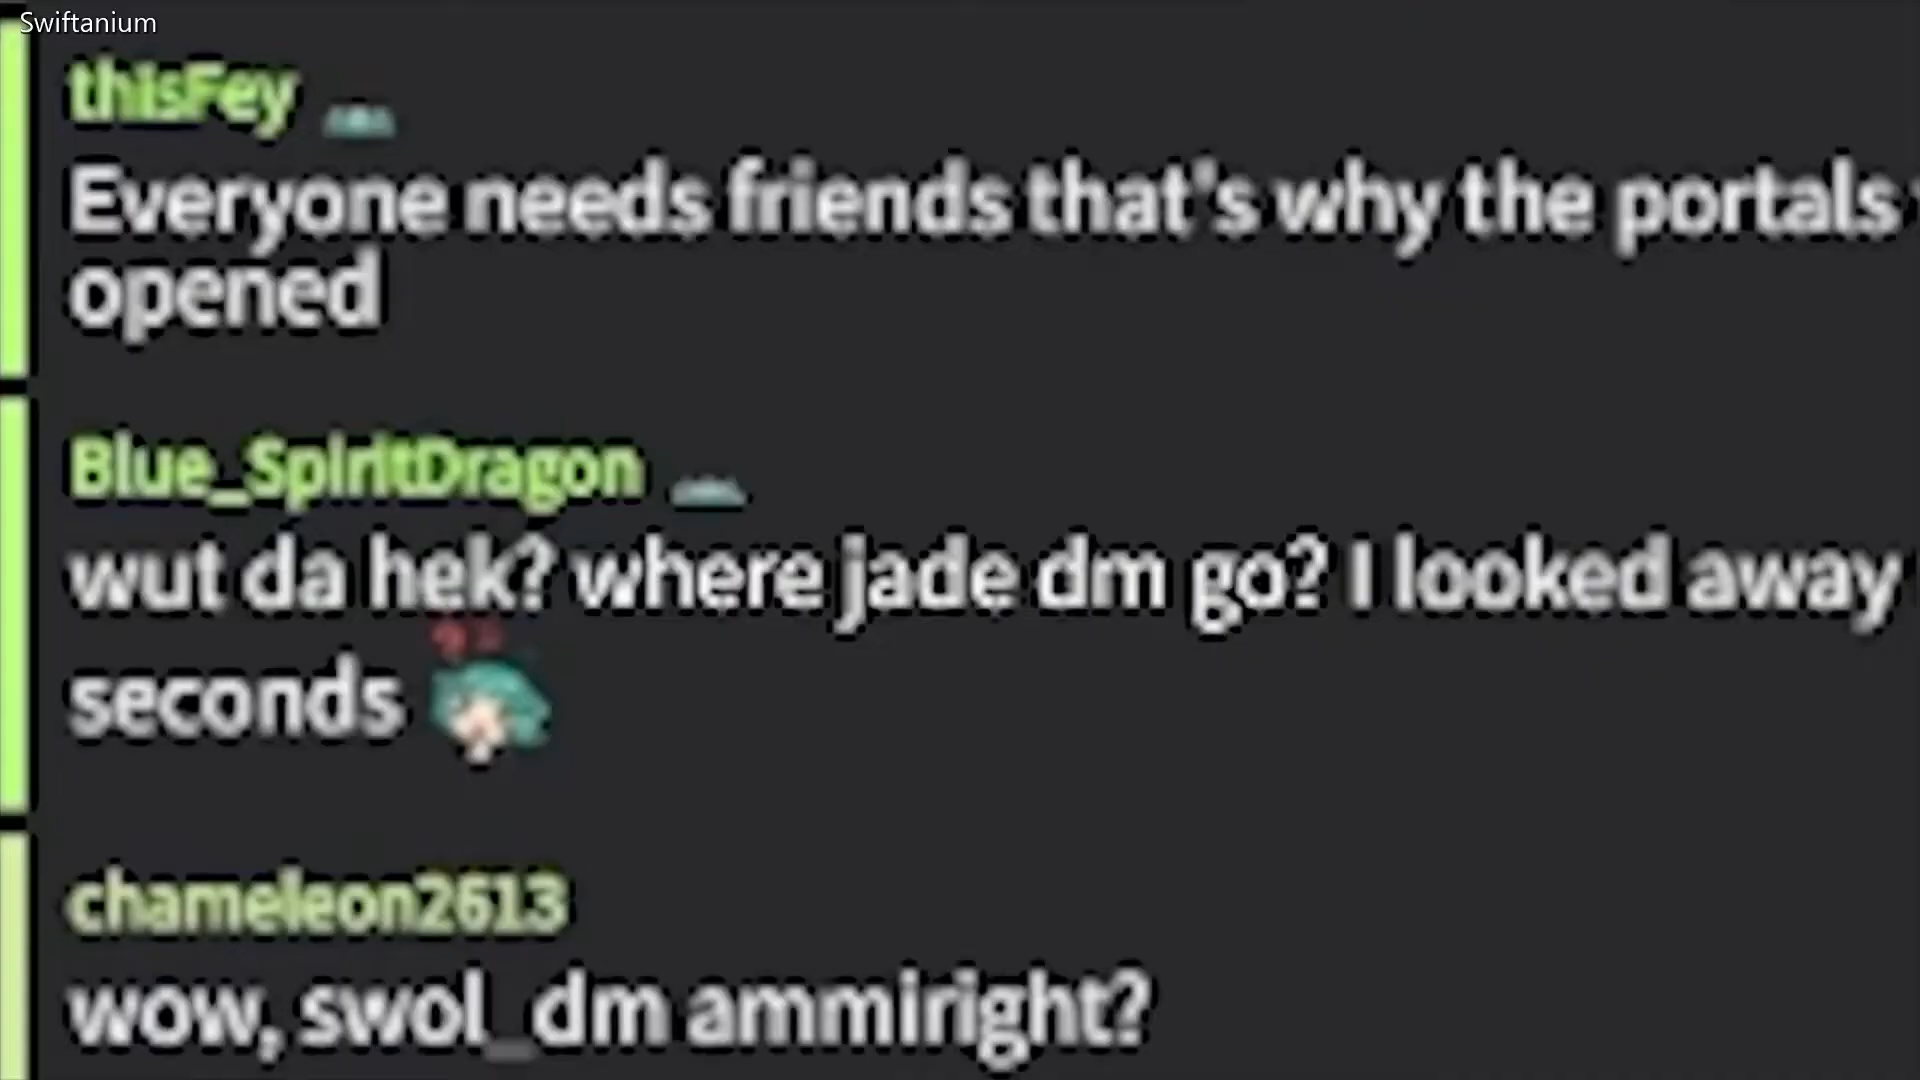 Swiftanium
thisFey
Everyone needs friends that's why the portals
opened
Blue_SpiritDragon
wut da hek? where jade dm go? I looked away
seconds
chameleon2613
wow, swol_dm ammiright?